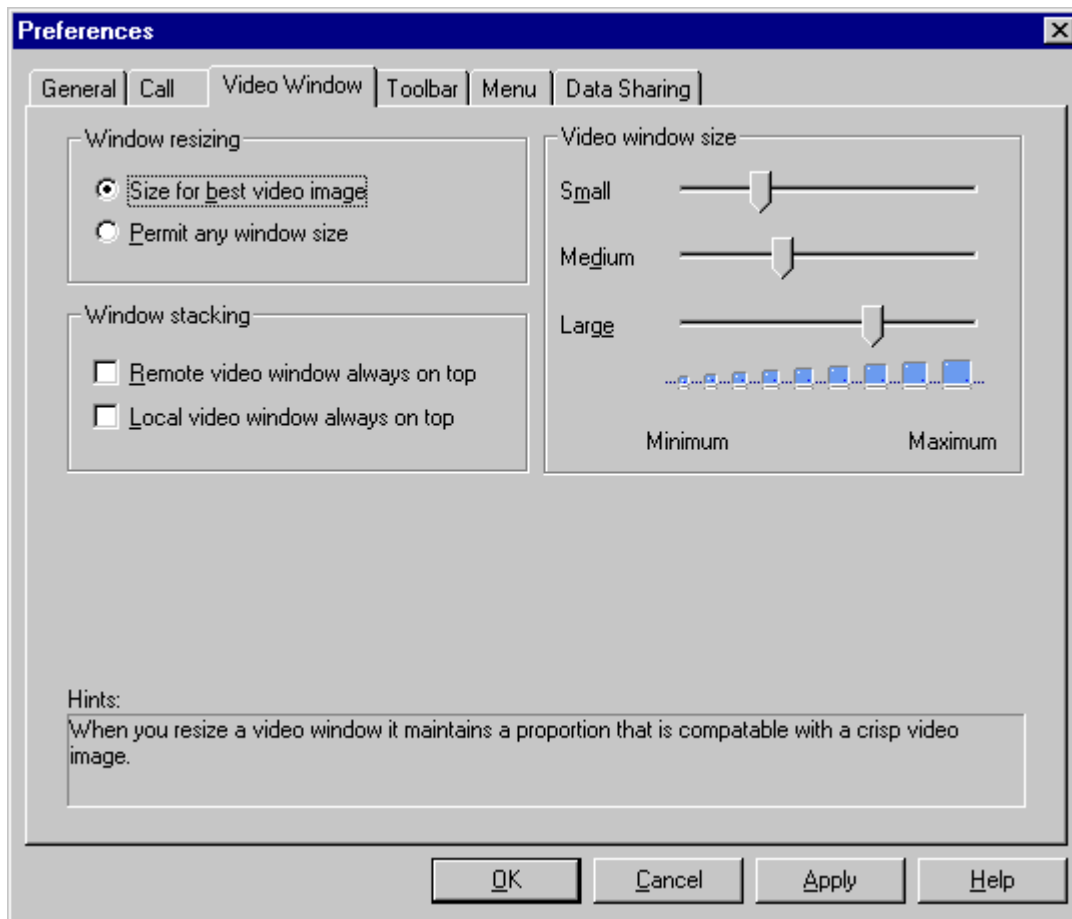 Preferences
General Call Video Window Toolbar Menu Data Sharing
Window resizing
Size for best video image
Permit any window size
Window stacking
Remote video window always on top
Local video window always on top
Video window size
Small
Medium
Large
Minimum Maximum
Hints:
When you resize a video window it maintains a proportion that is compatable with a crisp video
image.
OK Cancel Apply Help